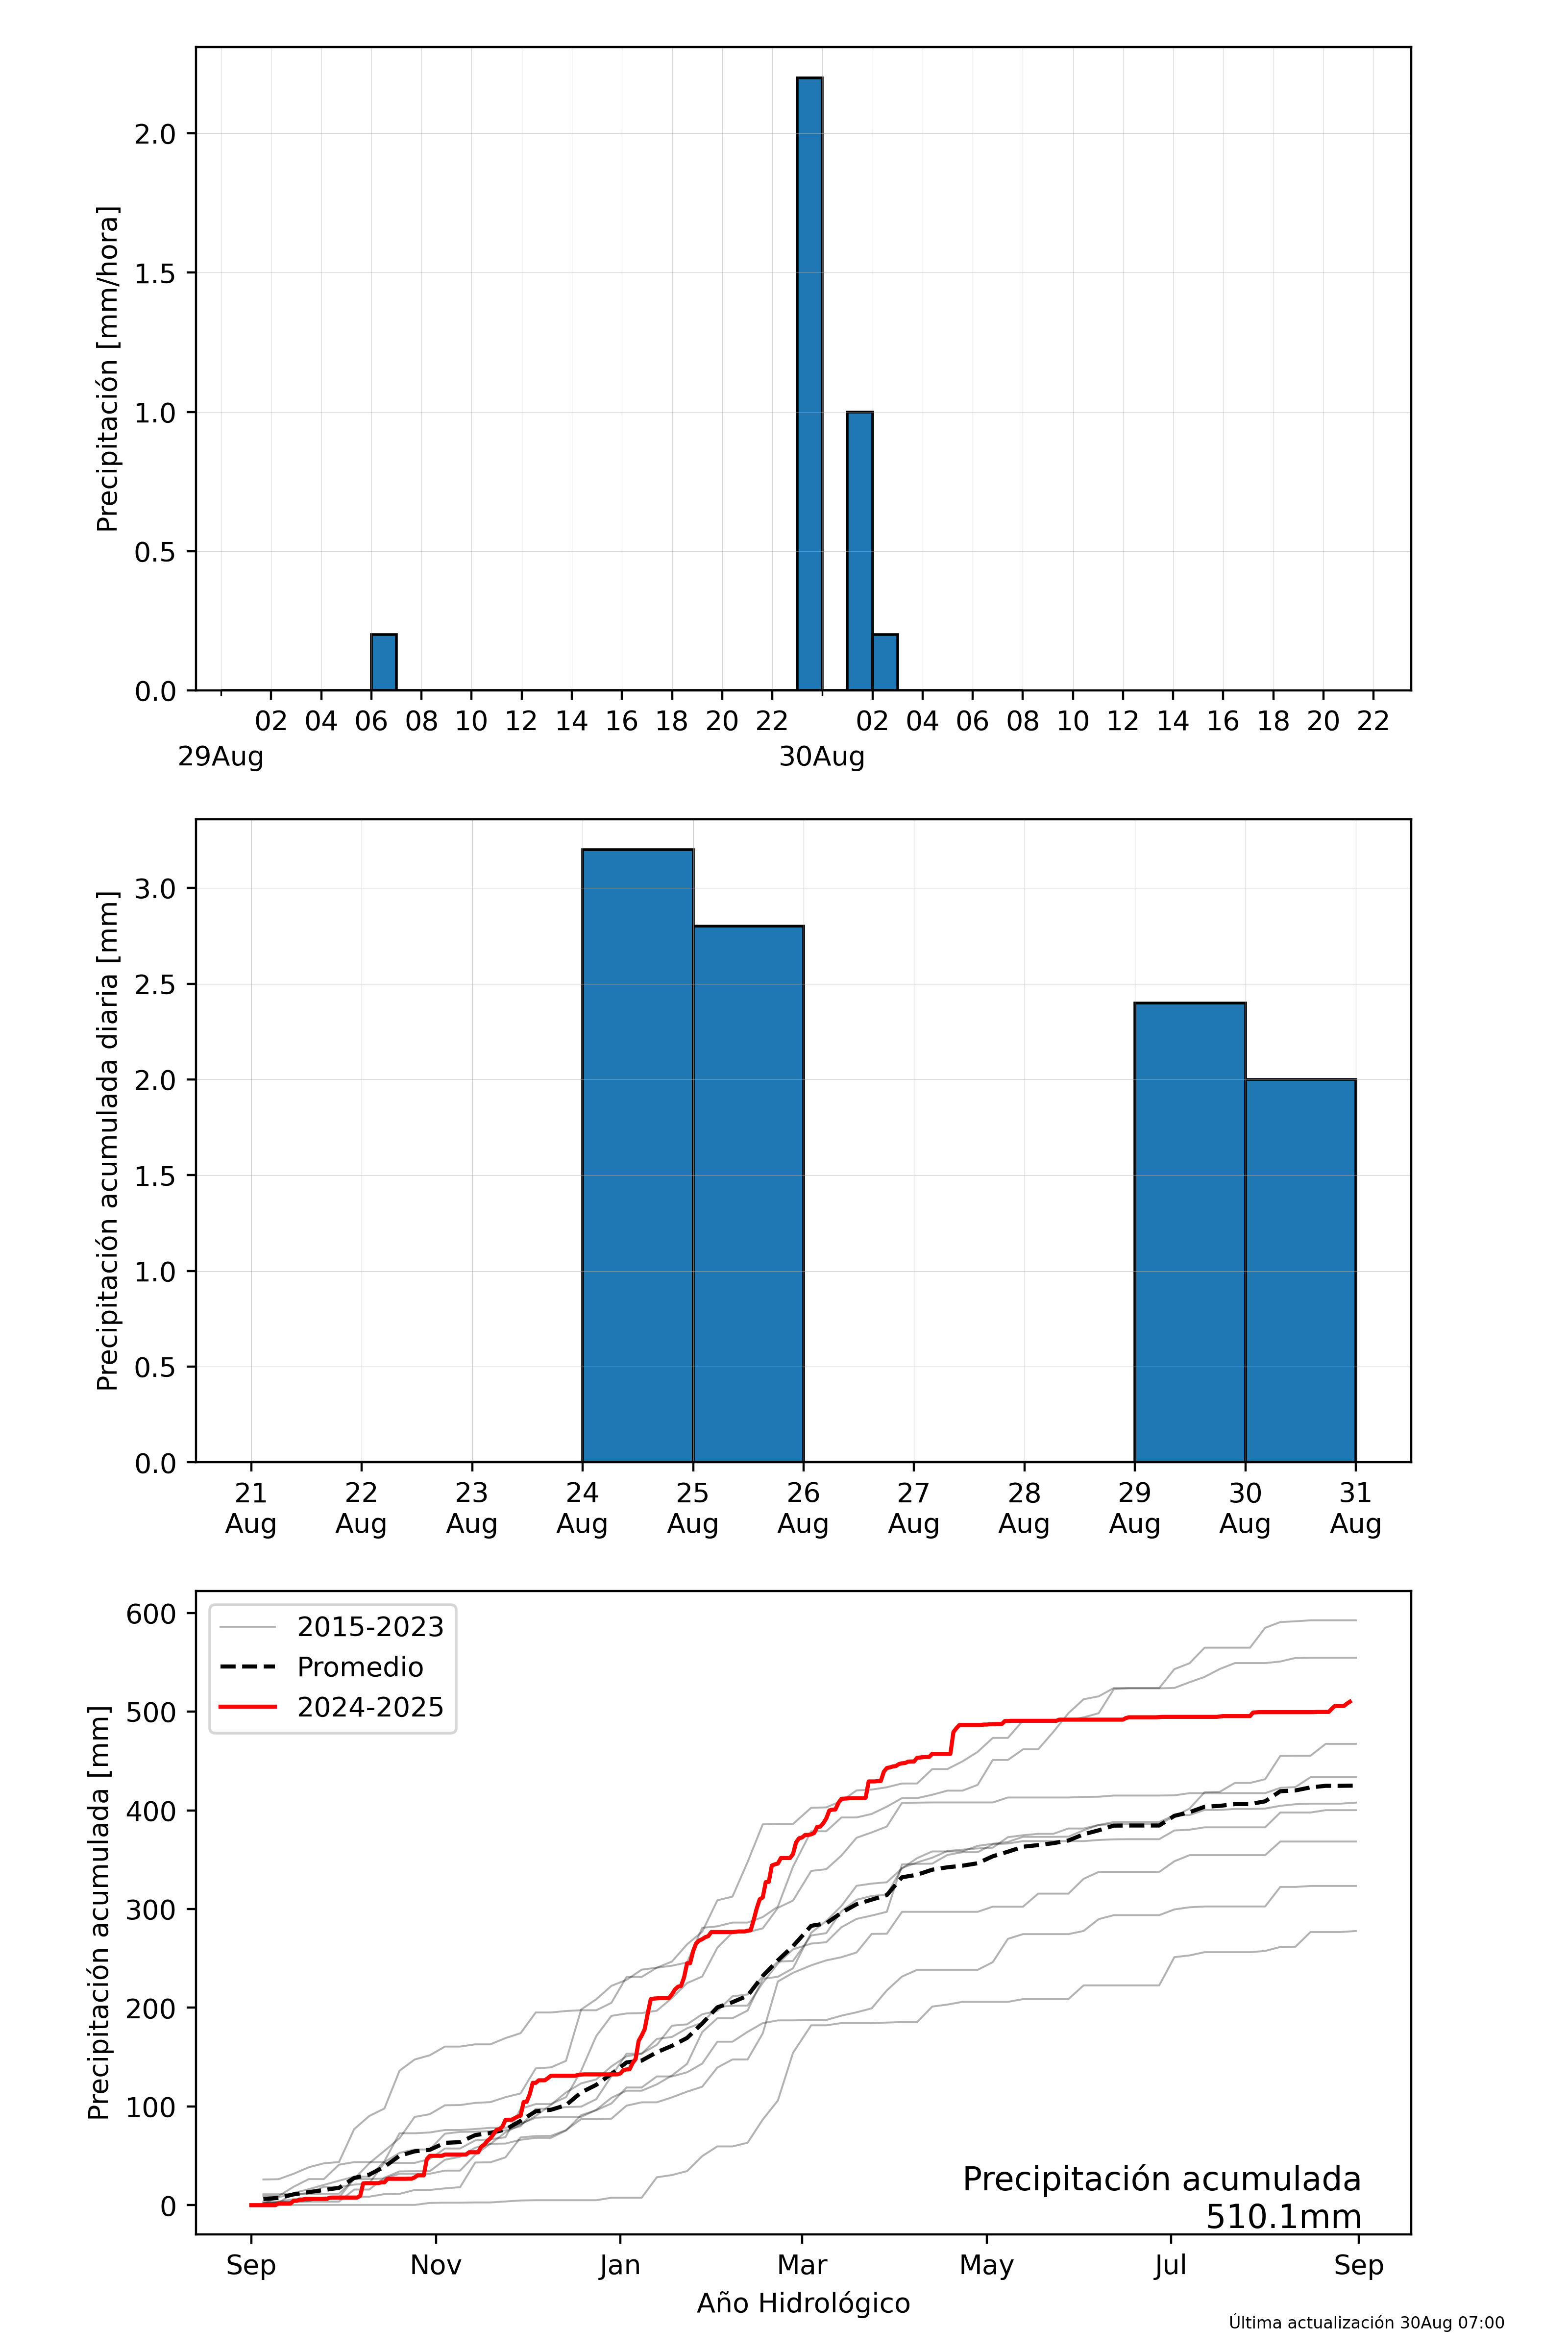 Precipitación [mm/hora]
2.0
1.5
1.0
0.5
0.0
02 04 06 08 10 12 14 16 18 20 22 02 04 06 08 10 12 14 16 18 20 22
29Aug 30Aug
Precipitación acumulada diaria [mm]
3.0
2.5
2.0
1.5
1.0
0.5
0.0
21 22 23 24 25 26 27 28 29 30 31
Aug Aug Aug Aug Aug Aug Aug Aug Aug Aug Aug
Precipitación acumulada [mm]
600
500
400
300
200
100
0
2015-2023
Promedio
2024-2025
Precipitación acumulada
510.1mm
Sep Nov Jan Mar May Jul Sep
Año Hidrológico
Última actualización 30Aug 07:00